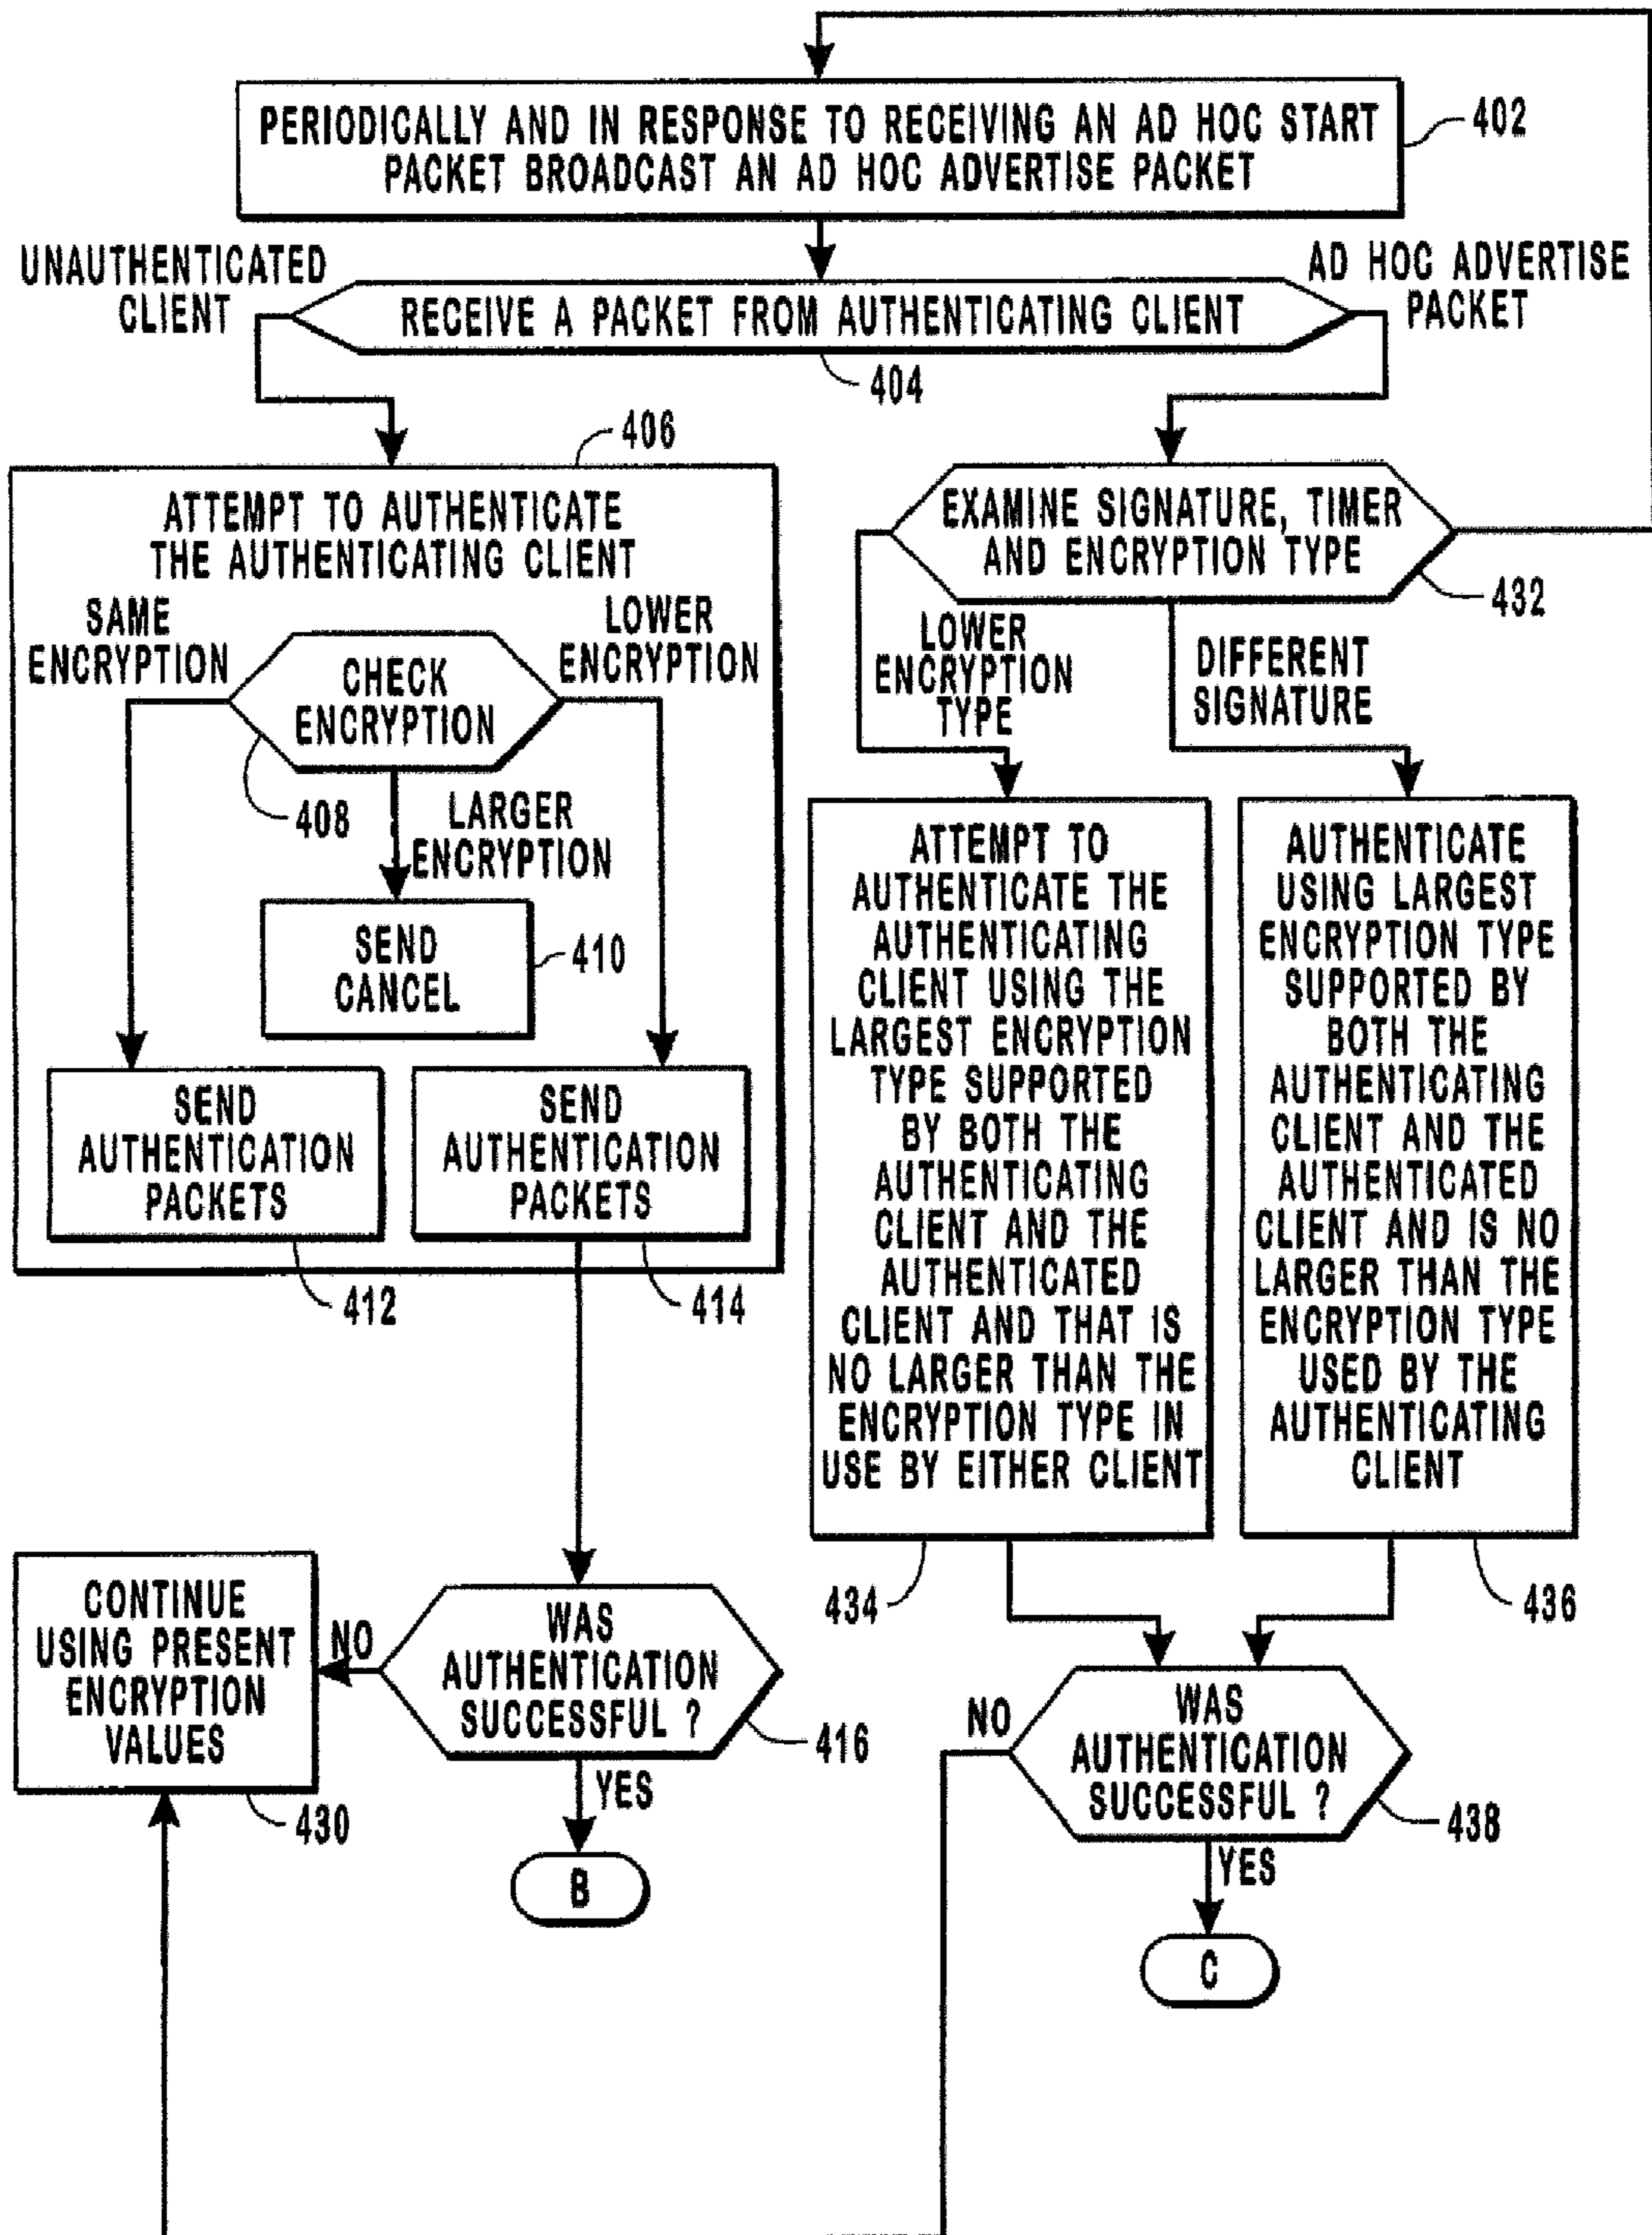 PERIODICALLY AND IN RESPONSE TO RECEIVING AN AD HOC START
PACKET BROADCAST AN AD HOC ADVERTISE PACKET
402
UNAUTHENTICATED
CLIENT
RECEIVE A PACKET FROM AUTHENTICATING CLIENT
404
AD HOC ADVERTISE
PACKET
406
ATTEMPT TO AUTHENTICATE
THE AUTHENTICATING CLIENT
SAME
ENCRYPTION
CHECK
ENCRYPTION
LOWER
ENCRYPTION
408
LARGER
ENCRYPTION
SEND
CANCEL
410
SEND
AUTHENTICATION
PACKETS
412
SEND
AUTHENTICATION
PACKETS
414
EXAMINE SIGNATURE, TIMER
AND ENCRYPTION TYPE
432
LOWER
ENCRYPTION
TYPE
DIFFERENT
SIGNATURE
ATTEMPT TO
AUTHENTICATE THE
AUTHENTICATING
CLIENT USING THE
LARGEST ENCRYPTION
TYPE SUPPORTED
BY BOTH THE
AUTHENTICATING
CLIENT AND THE
AUTHENTICATED
CLIENT AND THAT IS
NO LARGER THAN THE
ENCRYPTION TYPE IN
USE BY EITHER CLIENT
434
AUTHENTICATE
USING LARGEST
ENCRYPTION TYPE
SUPPORTED BY
BOTH THE
AUTHENTICATING
CLIENT AND THE
AUTHENTICATED
CLIENT AND IS NO
LARGER THAN THE
ENCRYPTION TYPE
USED BY THE
AUTHENTICATING
CLIENT
436
CONTINUE
USING PRESENT
ENCRYPTION
VALUES
430
NO
WAS
AUTHENTICATION
SUCCESSFUL ?
416
YES
B
NO
WAS
AUTHENTICATION
SUCCESSFUL ?
438
YES
C